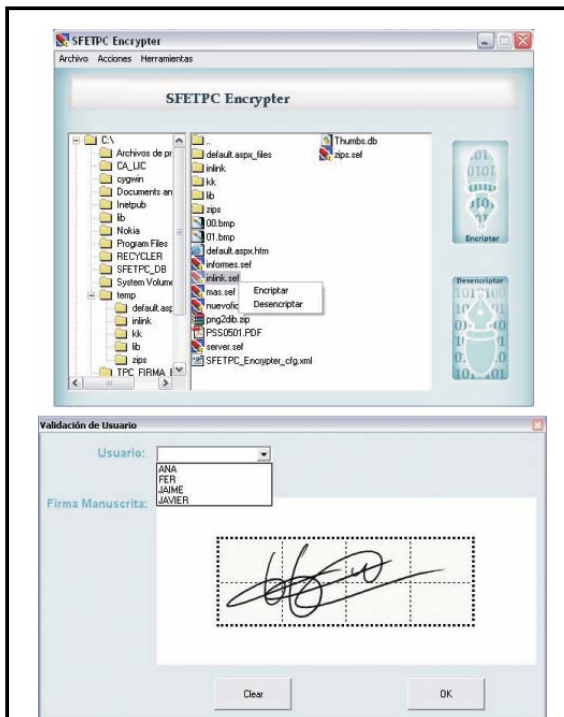 SFETPC Encrypter
Archivo Acciones Herramientas
SFETPC Encrypter
C:\
Archivos de pr
CA_LIC
cygwin
Documents an
Inetpub
lib
Nokia
Program Files
RECYCLER
SFETPC_DB
System Volume
temp
default.asp
inlink
kk
lib
zips
TPC FIRMA
..
default.aspx_files
inlink
kk
lib
zips
00.bmp
01.bmp
default.aspx.htm
informes.sef
inlink.sef
mas.sef
nuevofic
png2dib.zip
PSS0501.PDF
server.sef
SFETPC_Encrypter_cfg.xml
Thumbs.db
zips.sef
Encriptar
Desencriptar
Encriptar
Desencriptar
Validación de Usuario
Usuario:
ANA
FER
JAIME
JAVIER
Firma Manuscrita:
Clear
OK